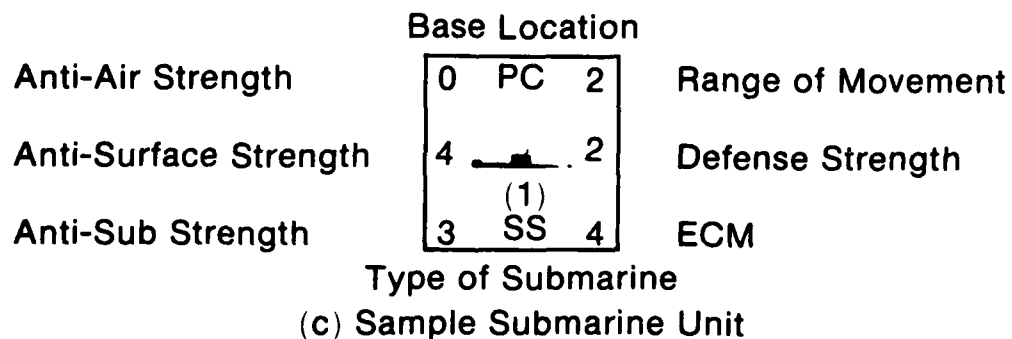 Base Location
Anti-Air Strength 0 PC 2 Range of Movement
Anti-Surface Strength 4 2 Defense Strength
(1)
Anti-Sub Strength 3 SS 4 ECM
Type of Submarine
(c) Sample Submarine Unit